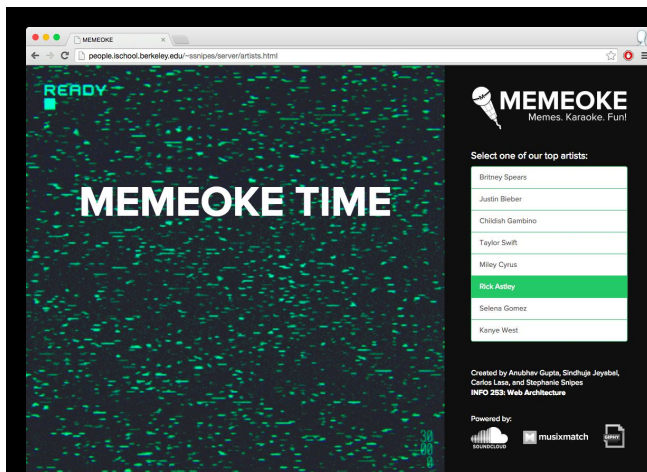 MEMEOKE
people.ischool.berkeley.edu/~ssnipes/server/artists.html
READY
MEMEOKE TIME
30
00
0
MEMEOKE
Memes. Karaoke. Fun!
Select one of our top artists:
Britney Spears
Justin Bieber
Childish Gambino
Taylor Swift
Miley Cyrus
Rick Astley
Selena Gomez
Kanye West
Created by Anubhav Gupta, Sindhuja Jeyabal,
Carlos Lasa, and Stephanie Snipes
INFO 253: Web Architecture
Powered by:
SOUNDCLOUD
musixmatch
GIPHY